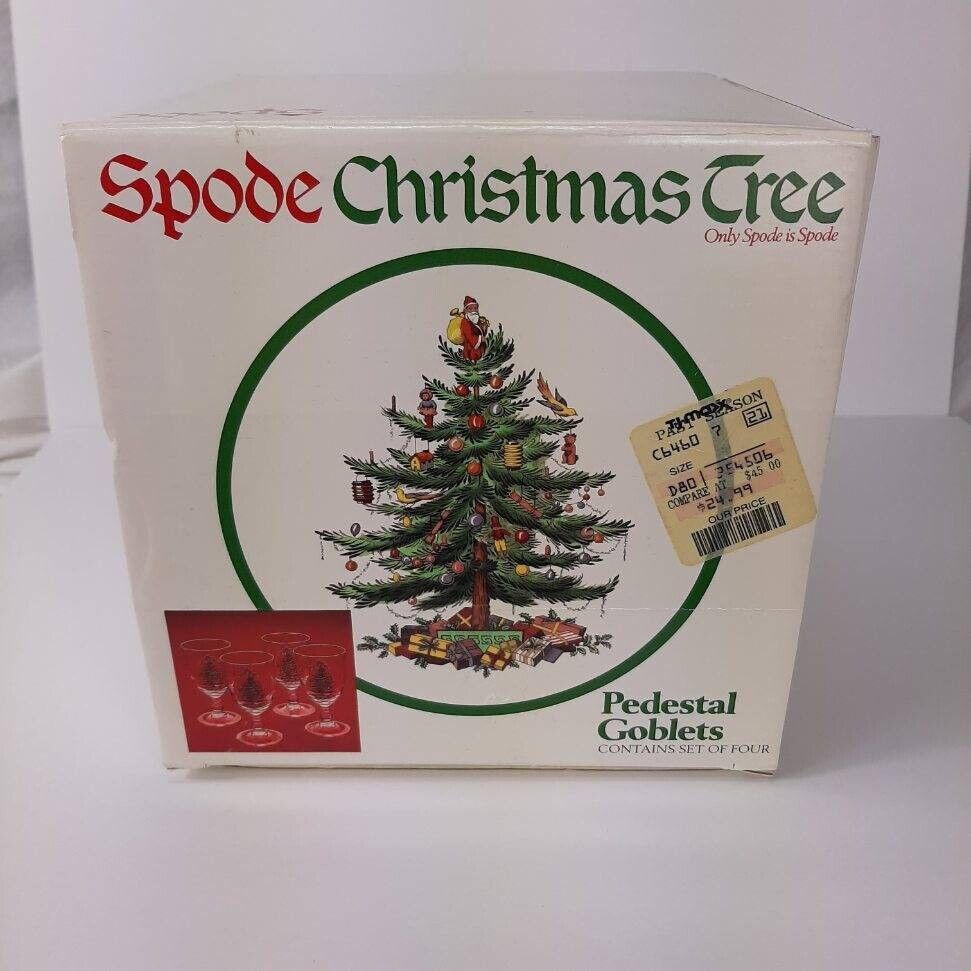 Spode Christmas Tree
Only Spode is Spode
TJ·maxx
PAST SEASON
C6460 7 21
SIZE
D80 354506
COMPARE AT $45.00
$24.99
OUR PRICE
Pedestal
Goblets
CONTAINS SET OF FOUR